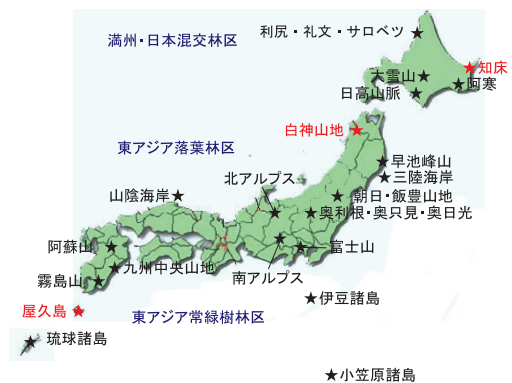 利尻・礼文・サロベツ
満州・日本混交林区
知床
大雪山
阿寒
日高山脈
白神山地
東アジア落葉林区
早池峰山
三陸海岸
北アルプス
山陰海岸
朝日・飯豊山地
奥利根・奥只見・奥日光
阿蘇山
富士山
九州中央山地
南アルプス
霧島山
伊豆諸島
屋久島
東アジア常緑樹林区
琉球諸島
小笠原諸島